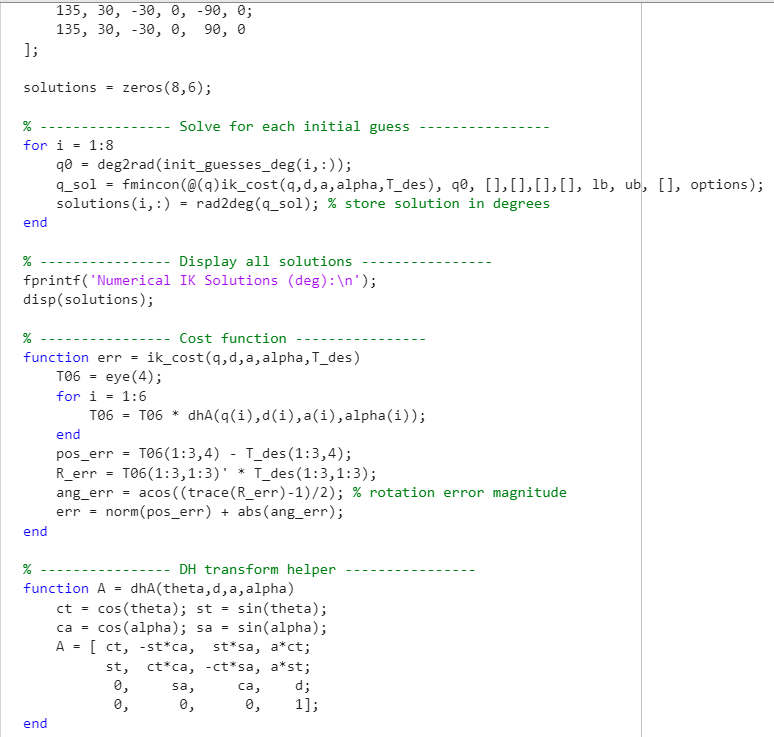 135, 30, -30, 0, -90, 0;
    135, 30, -30, 0,  90, 0
];

solutions = zeros(8,6);

% ---------------- Solve for each initial guess ----------------
for i = 1:8
    q0 = deg2rad(init_guesses_deg(i,:));
    q_sol = fmincon(@(q)ik_cost(q,d,a,alpha,T_des), q0, [],[],[],[], lb, ub, [], options);
    solutions(i,:) = rad2deg(q_sol); % store solution in degrees
end

% ---------------- Display all solutions ----------------
fprintf('Numerical IK Solutions (deg):\n');
disp(solutions);

% ---------------- Cost function ----------------
function err = ik_cost(q,d,a,alpha,T_des)
    T06 = eye(4);
    for i = 1:6
        T06 = T06 * dhA(q(i),d(i),a(i),alpha(i));
    end
    pos_err = T06(1:3,4) - T_des(1:3,4);
    R_err = T06(1:3,1:3)' * T_des(1:3,1:3);
    ang_err = acos((trace(R_err)-1)/2); % rotation error magnitude
    err = norm(pos_err) + abs(ang_err);
end

% ---------------- DH transform helper ----------------
function A = dhA(theta,d,a,alpha)
    ct = cos(theta); st = sin(theta);
    ca = cos(alpha); sa = sin(alpha);
    A = [ ct, -st*ca,  st*sa, a*ct;
          st,  ct*ca, -ct*sa, a*st;
           0,     sa,     ca,    d;
           0,      0,      0,    1];
end